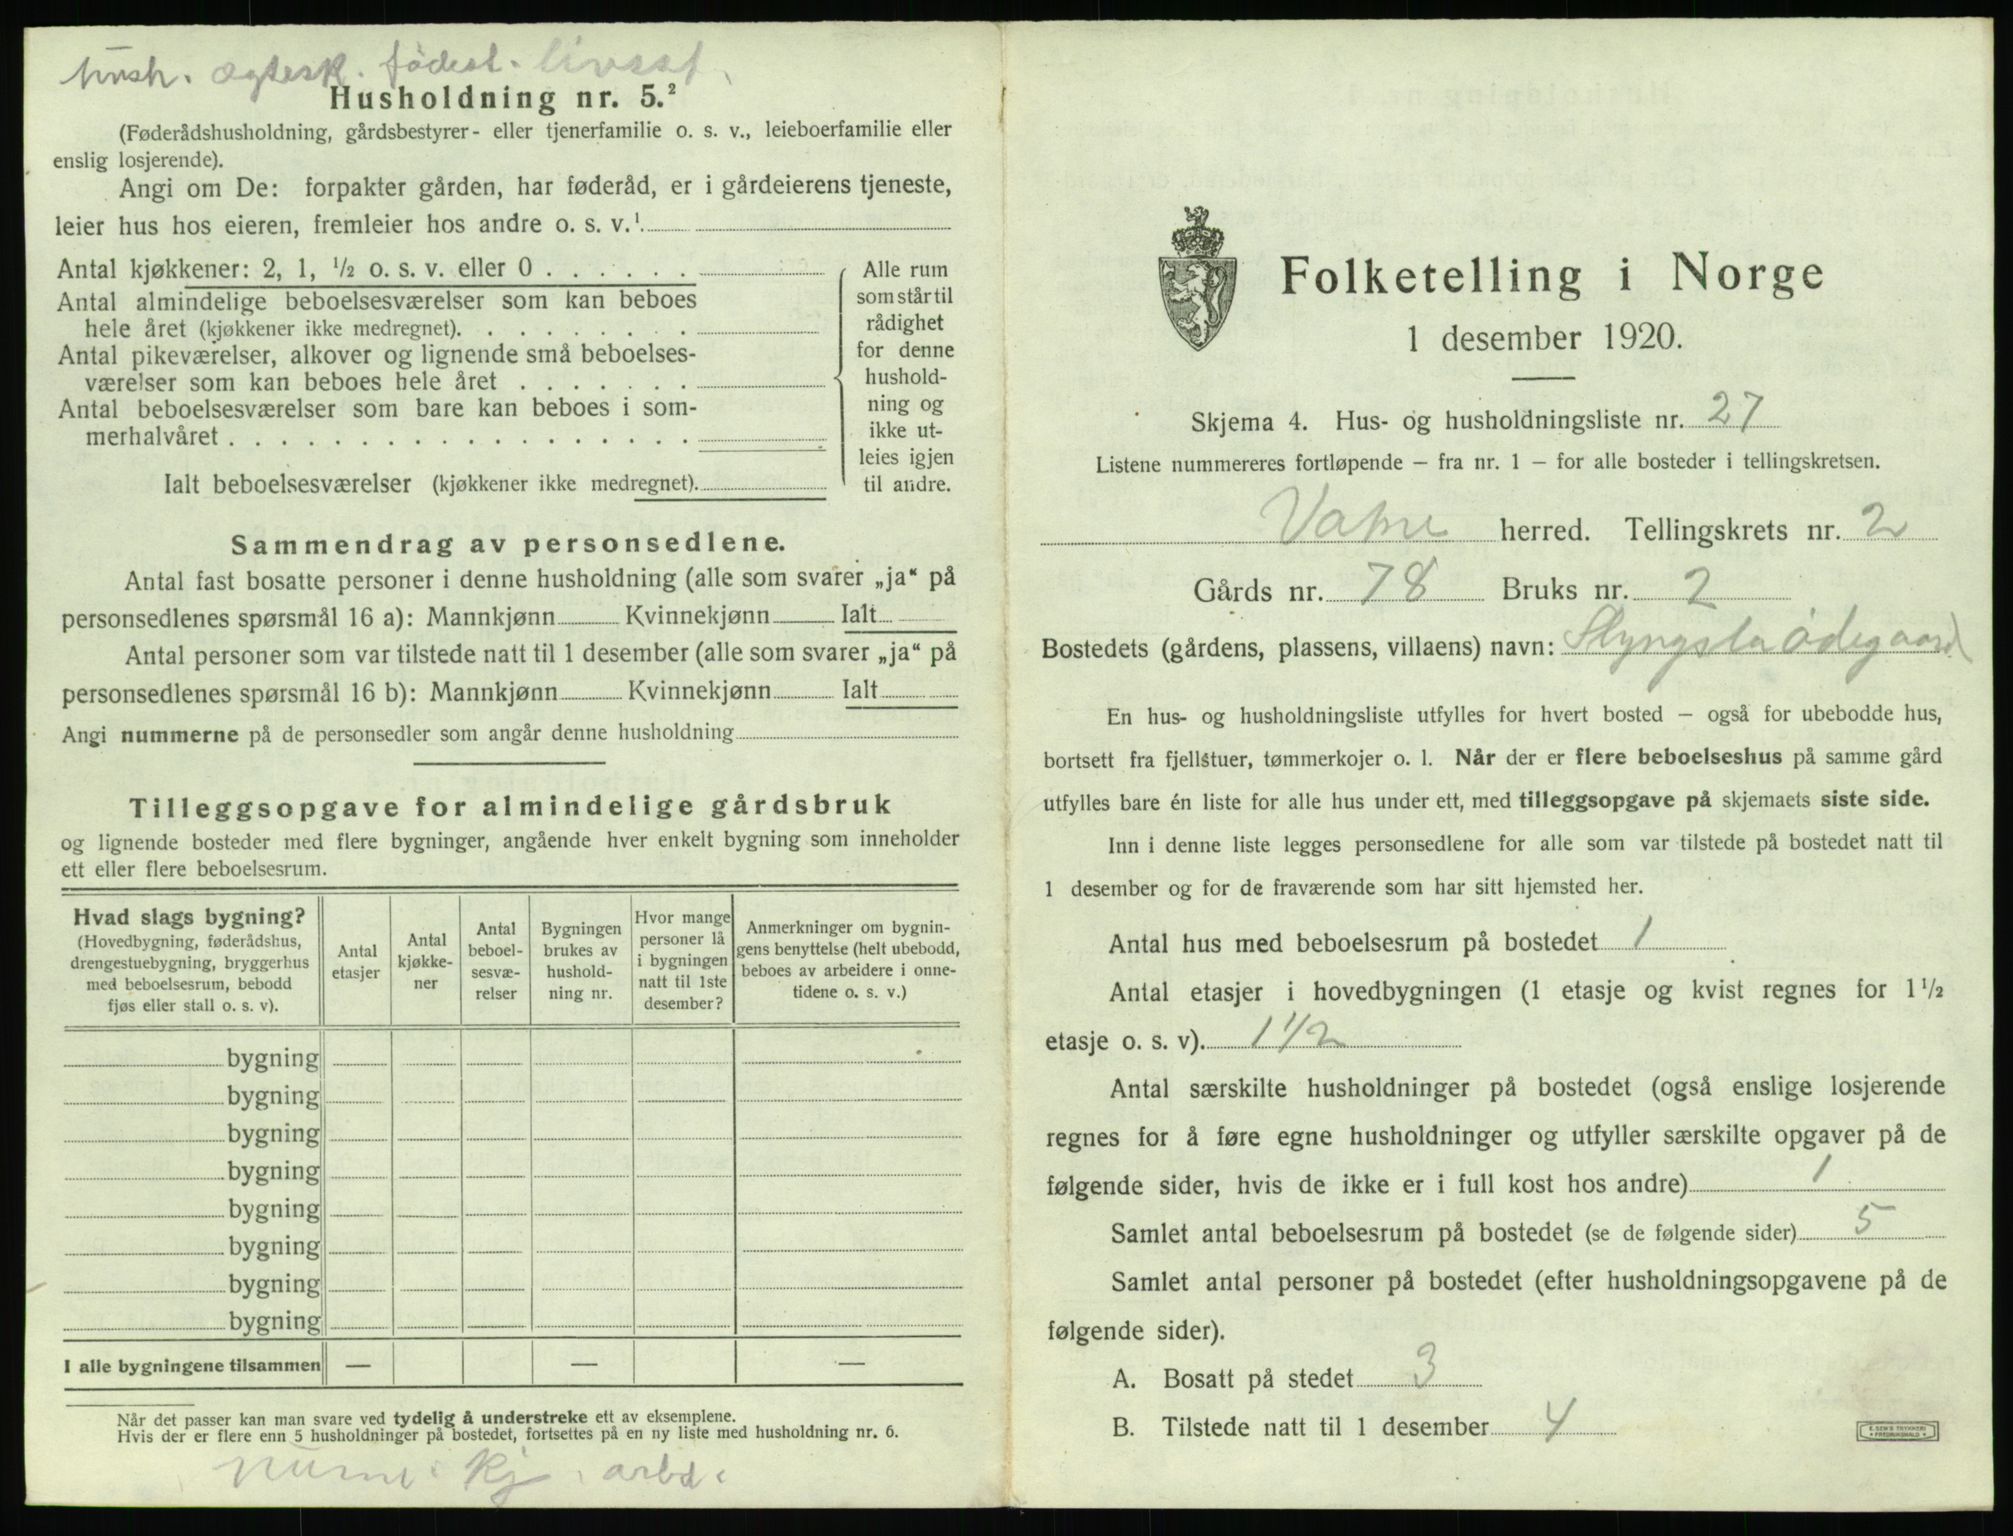 hush. ægtesk. fødest. livsst.
Husholdning nr. 5.²
(Føderådshusholdning, gårdsbestyrer- eller tjenerfamilie o. s. v., leieboerfamilie eller
enslig losjerende).
Angi om De: forpakter gården, har føderåd, er i gårdeierens tjeneste,
leier hus hos eieren, fremleier hos andre o. s. v.¹
Antal kjøkkener: 2, 1, ½ o. s. v. eller 0 . . . . . .
Antal almindelige beboelsesværelser som kan beboes
hele året (kjøkkener ikke medregnet). . . . . . . . .
Antal pikeværelser, alkover og lignende små beboelses-
værelser som kan beboes hele året . . . . . . .
Antal beboelsesværelser som bare kan beboes i som-
merhalvåret . . . . . . . . . . . . . . . . . .
Ialt beboelsesværelser (kjøkkener ikke medregnet).
Alle rum
som står til
rådighet
for denne
hushold-
ning og
ikke ut-
leies igjen
til andre.
Sammendrag av personsedlene.
Antal fast bosatte personer i denne husholdning (alle som svarer „ja“ på
personsedlenes spørsmål 16 a): Mannkjønn Kvinnekjønn Ialt
Antal personer som var tilstede natt til 1 desember (alle som svarer „ja“ på
personsedlenes spørsmål 16 b): Mannkjønn Kvinnekjønn Ialt
Angi nummerne på de personsedler som angår denne husholdning
Tilleggsopgave for almindelige gårdsbruk
og lignende bosteder med flere bygninger, angående hver enkelt bygning som inneholder
ett eller flere beboelsesrum.
Hvad slags bygning?
(Hovedbygning, føderådshus,
drengestuebygning, bryggerhus
med beboelsesrum, bebodd
fjøs eller stall o. s. v).
Antal
etasjer
Antal
kjøkke-
ner
Antal
beboel-
sesvæ-
relser
Bygningen
brukes av
hushold-
ning nr.
Hvor mange
personer lå
i bygningen
natt til 1ste
desember?
Anmerkninger om bygnin-
gens benyttelse (helt ubebodd,
beboes av arbeidere i onne-
tidene o. s. v.)
bygning
bygning
bygning
bygning
bygning
bygning
bygning
bygning
I alle bygningene tilsammen — — —
Når det passer kan man svare ved tydelig å understreke ett av eksemplene.
Hvis der er flere enn 5 husholdninger på bostedet, fortsettes på en ny liste med husholdning nr. 6.
kj. arbd.
Folketelling i Norge
1 desember 1920.
Skjema 4. Hus- og husholdningsliste nr. 27
Listene nummereres fortløpende – fra nr. 1 – for alle bosteder i tellingskretsen.
Vatne herred. Tellingskrets nr. 2
Gårds nr. 78 Bruks nr. 2
Bostedets (gårdens, plassens, villaens) navn: Slyngsta ødegaard
En hus- og husholdningsliste utfylles for hvert bosted – også for ubebodde hus,
bortsett fra fjellstuer, tømmerkojer o. l. Når der er flere beboelseshus på samme gård
utfylles bare én liste for alle hus under ett, med tilleggsopgave på skjemaets siste side.
Inn i denne liste legges personsedlene for alle som var tilstede på bostedet natt til
1 desember og for de fraværende som har sitt hjemsted her.
Antal hus med beboelsesrum på bostedet 1
Antal etasjer i hovedbygningen (1 etasje og kvist regnes for 1½
etasje o. s. v). 1 1/2
Antal særskilte husholdninger på bostedet (også enslige losjerende
regnes for å føre egne husholdninger og utfyller særskilte opgaver på de
følgende sider, hvis de ikke er i full kost hos andre) 1
Samlet antal beboelsesrum på bostedet (se de følgende sider) 5
Samlet antal personer på bostedet (efter husholdningsopgavene på de
følgende sider).
A. Bosatt på stedet 3
B. Tilstede natt til 1 desember 4